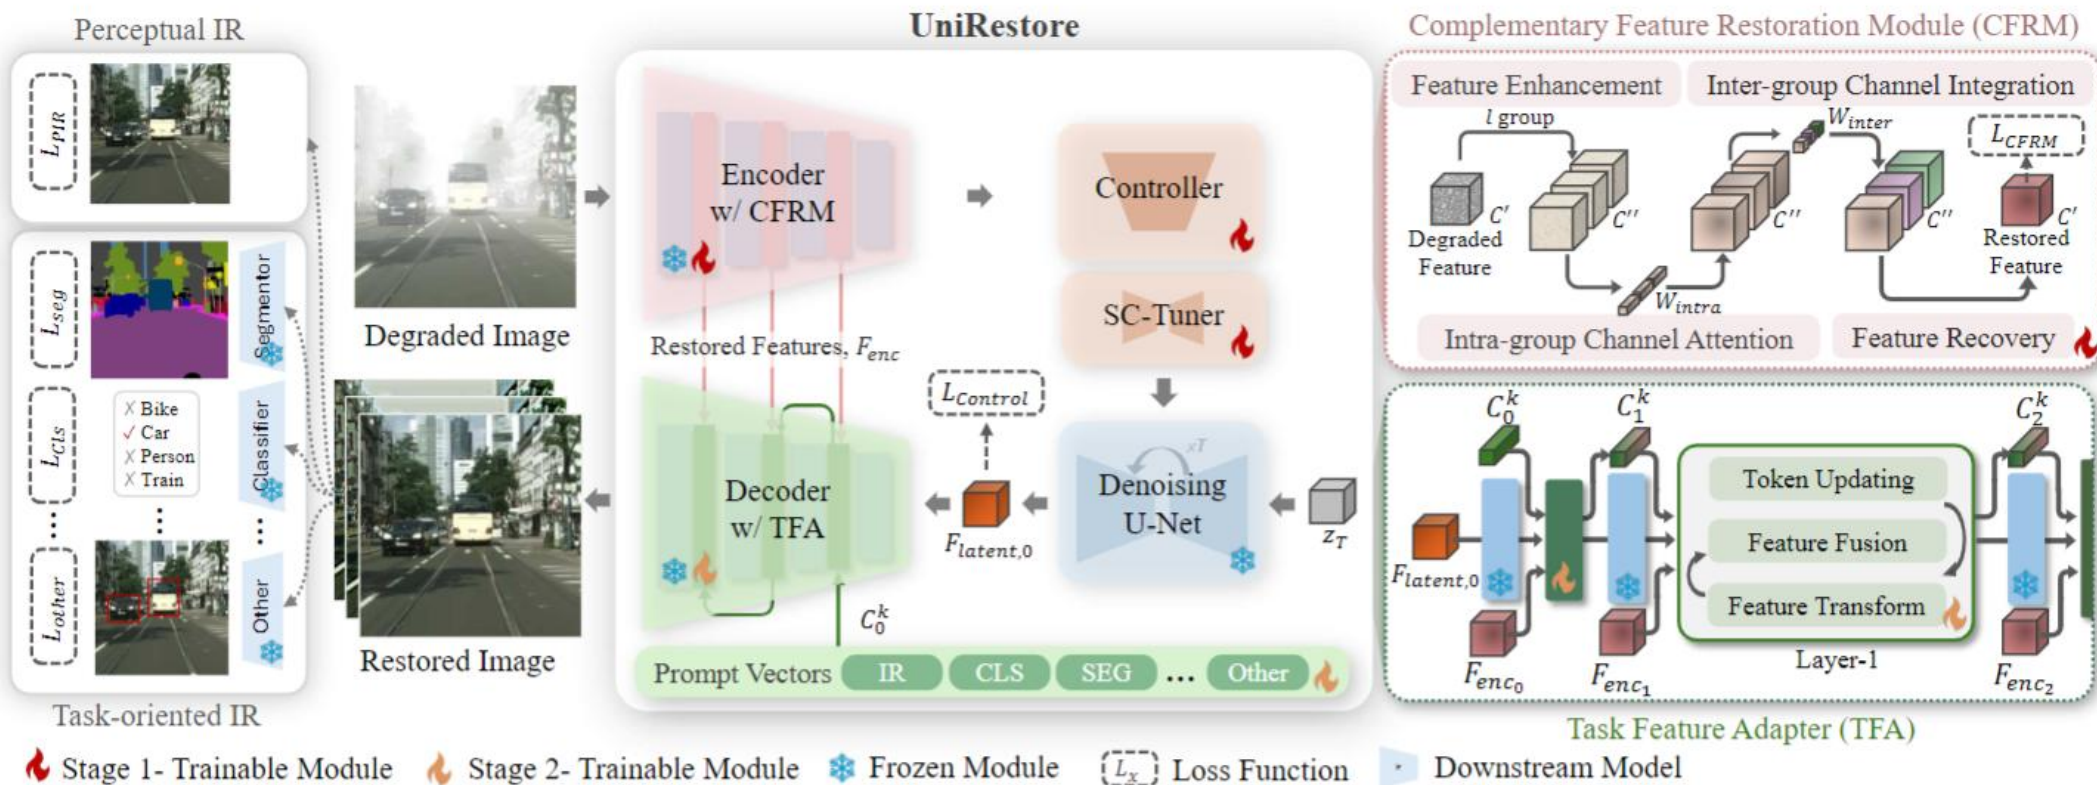 Perceptual IR
L_PIR
L_seg
Segmentor
L_Cls
✗ Bike
✓ Car
✗ Person
✗ Train
Classifier
L_other
Other
Task-oriented IR
Degraded Image
Restored Image
UniRestore
Encoder
w/ CFRM
Controller
SC-Tuner
Restored Features, F_enc
L_Control
Decoder
w/ TFA
F_latent,0
×T
Denoising
U-Net
z_T
C_0^k
Prompt Vectors IR CLS SEG ... Other
Complementary Feature Restoration Module (CFRM)
Feature Enhancement
Inter-group Channel Integration
l group
W_inter
L_CFRM
C′
C′′
C′′
C′′
C′
Degraded
Feature
Restored
Feature
W_intra
Intra-group Channel Attention
Feature Recovery
C_0^k
C_1^k
C_2^k
Token Updating
Feature Fusion
Feature Transform
F_latent,0
Layer-1
F_enc_0
F_enc_1
F_enc_2
Task Feature Adapter (TFA)
Stage 1- Trainable Module
Stage 2- Trainable Module
Frozen Module
L_x Loss Function
Downstream Model